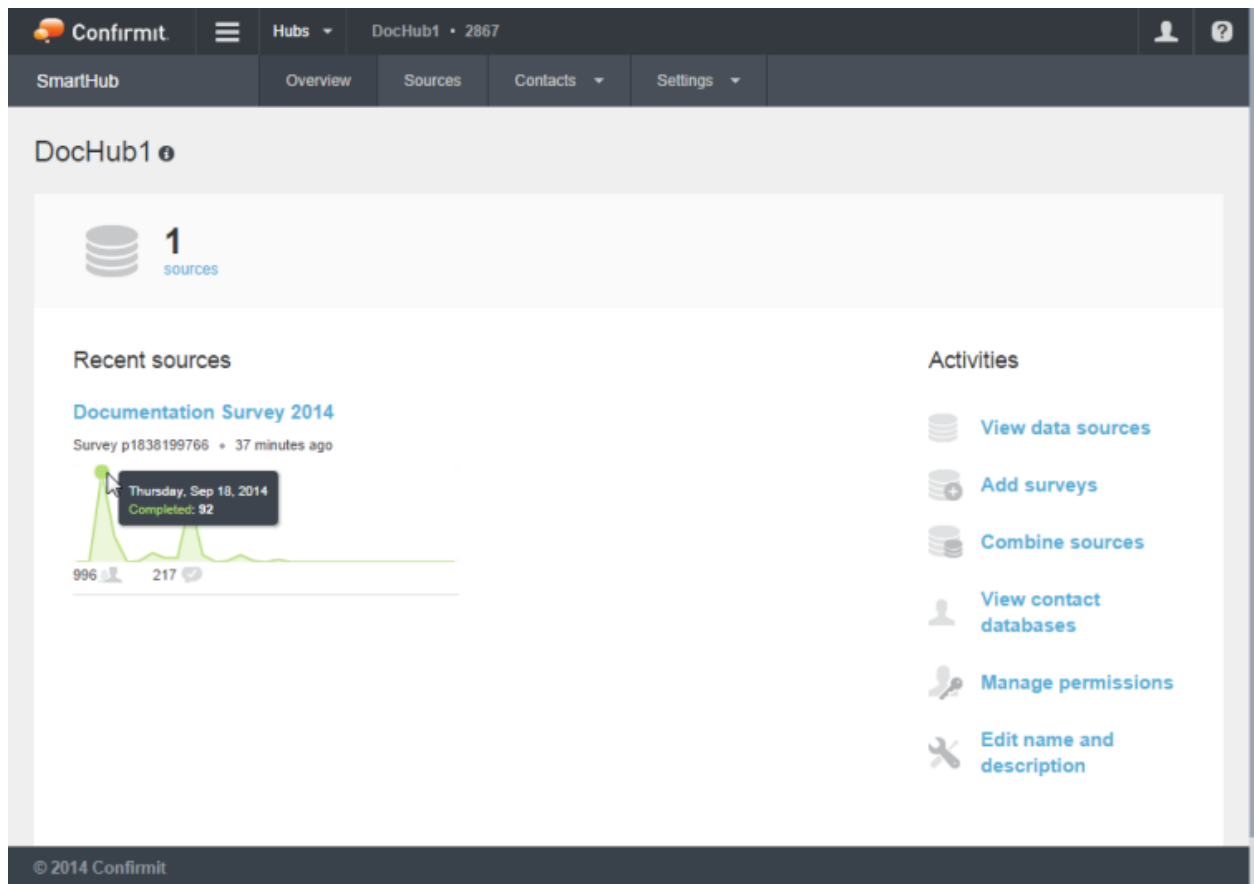 Confirmit. Hubs DocHub1 • 2867
SmartHub Overview Sources Contacts Settings
DocHub1
1
sources
Recent sources
Documentation Survey 2014
Survey p1838199766 • 37 minutes ago
Thursday, Sep 18, 2014
Completed: 92
996 217
Activities
View data sources
Add surveys
Combine sources
View contact
databases
Manage permissions
Edit name and
description
© 2014 Confirmit